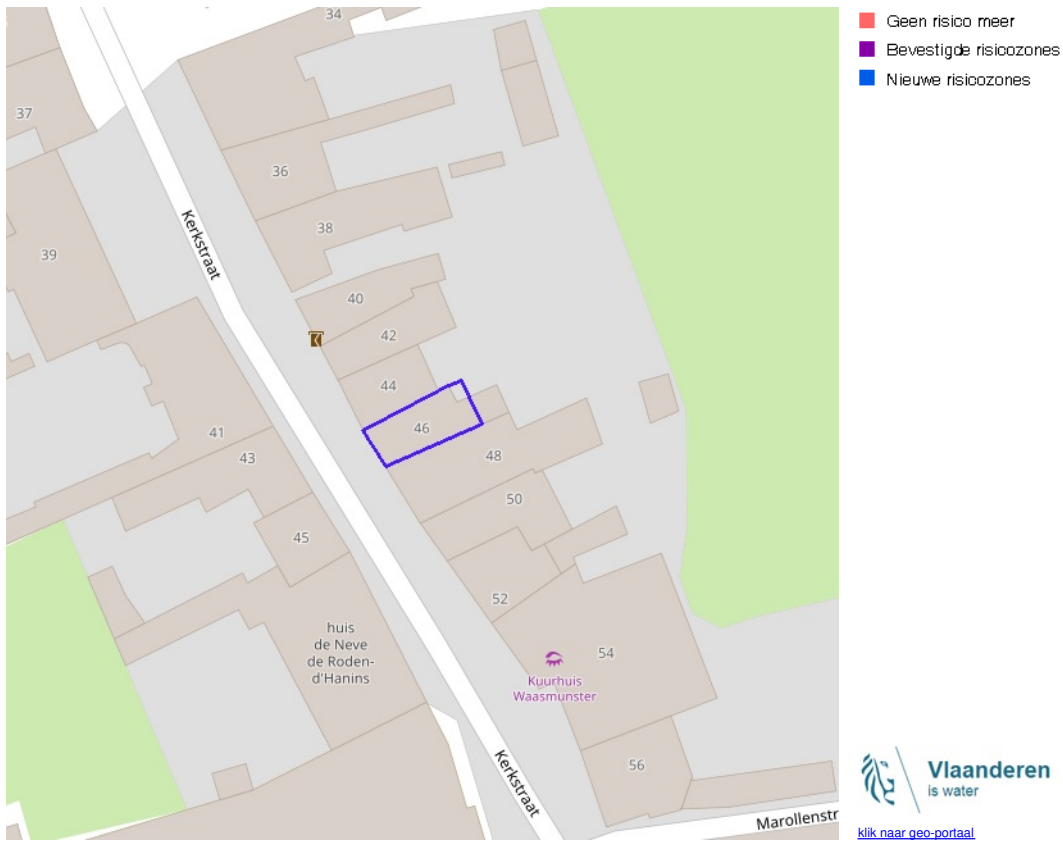 34
37
36
38
39
Kerkstraat
40
42
44
46
41
43
48
50
45
52
huis
de Neve
de Roden-
d'Hanins
54
Kuurhuis
Waasmunster
56
Kerkstraat
Marollenstr
Geen risico meer
Bevestigde risicozones
Nieuwe risicozones
Vlaanderen
is water
klik naar geo-portaal